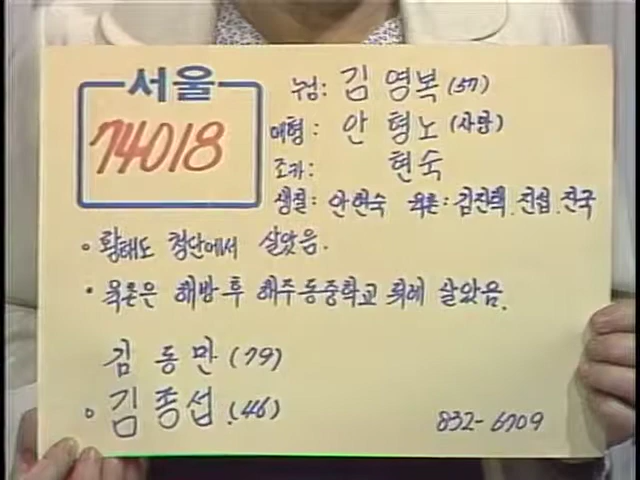 서울
74018
누님: 김영복 (57)
매형: 안형노 (사망)
조카: 현숙
생질: 안현숙 육촌: 김진택. 진섭. 진국
• 황해도 청단에서 살았음.
• 육촌은 해방후 해주동중학교 뒤에 살았음.
김동만 (79)
• 김종섭. (46)
832-6709